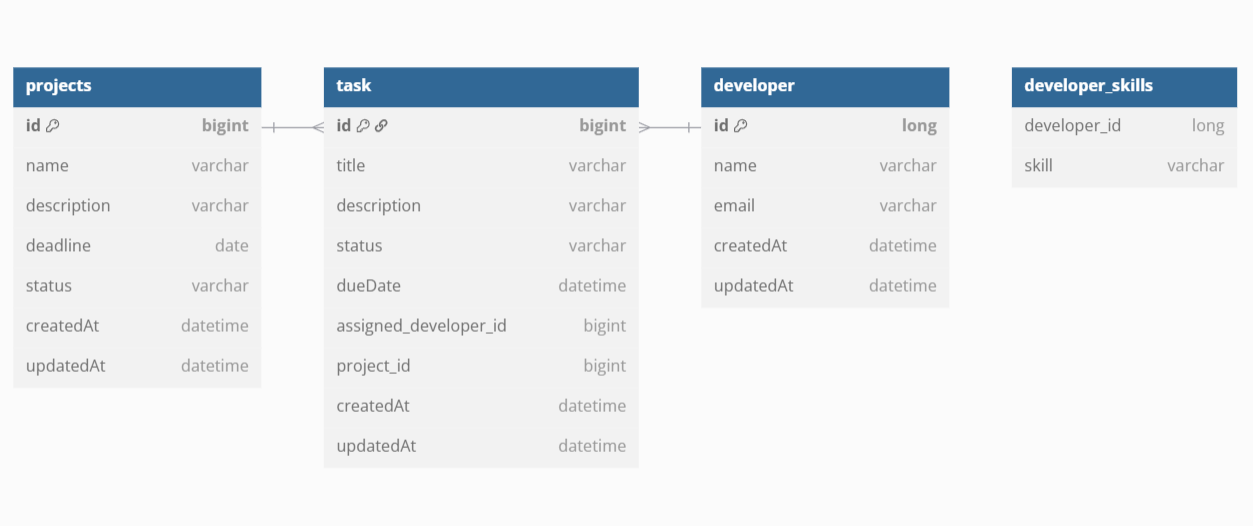 projects
id bigint
name varchar
description varchar
deadline date
status varchar
createdAt datetime
updatedAt datetime
task
id bigint
title varchar
description varchar
status varchar
dueDate datetime
assigned_developer_id bigint
project_id bigint
createdAt datetime
updatedAt datetime
developer
id long
name varchar
email varchar
createdAt datetime
updatedAt datetime
developer_skills
developer_id long
skill varchar